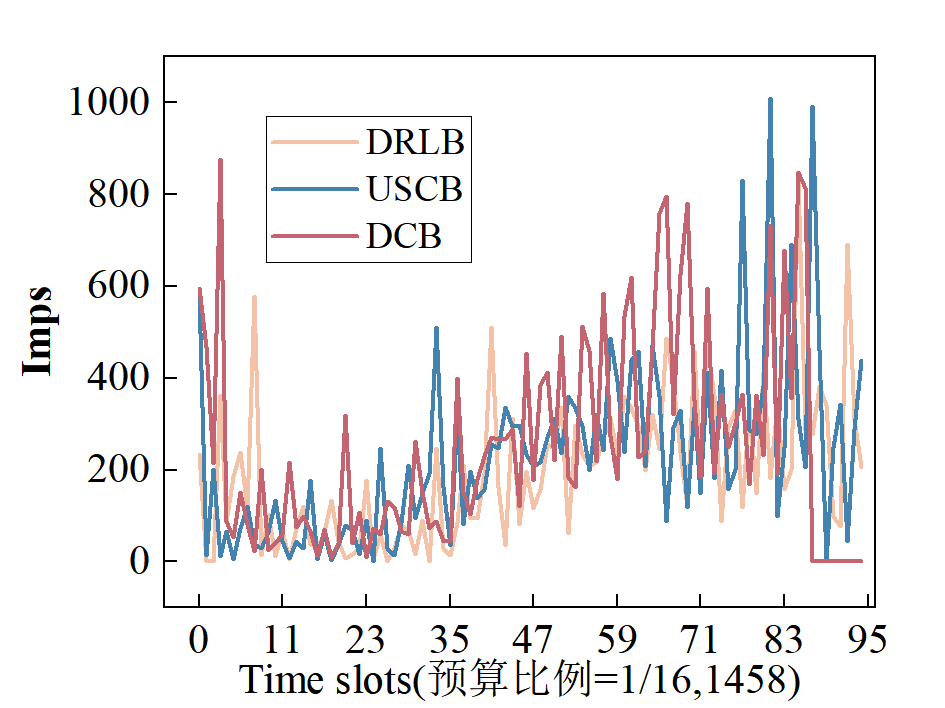 1000
800
600
400
200
0
Imps
DRLB
USCB
DCB
0 11 23 35 47 59 71 83 95
Time slots(预算比例=1/16,1458)